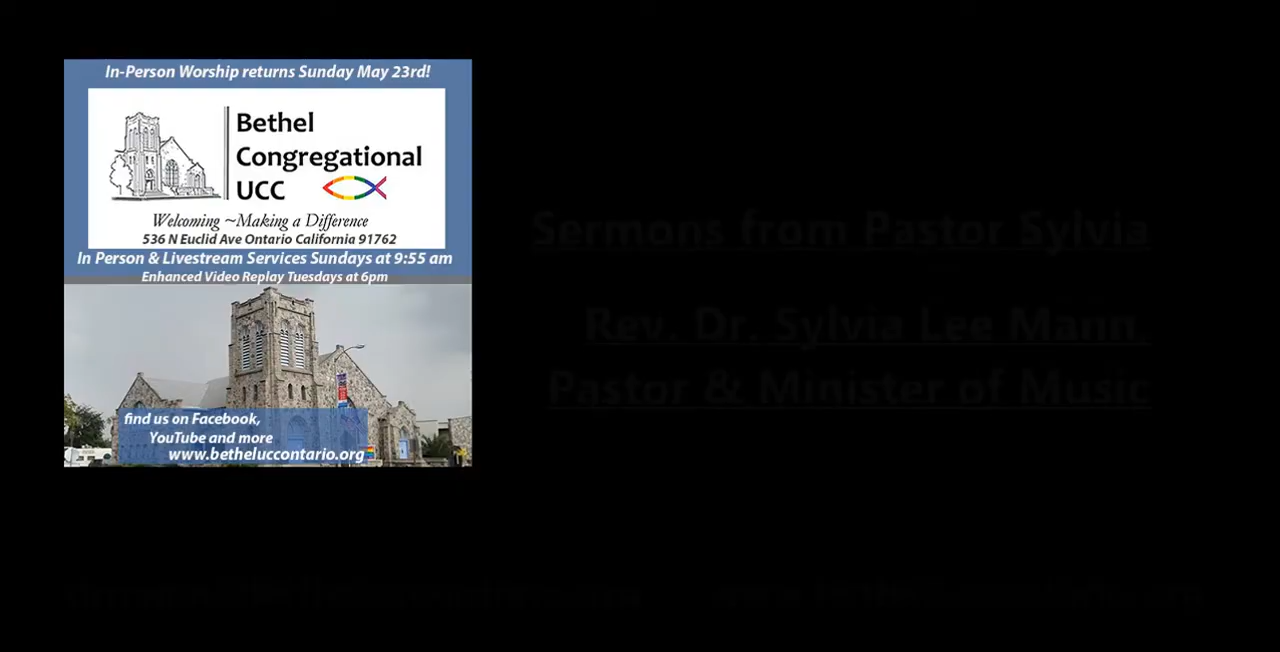 In-Person Worship returns Sunday May 23rd!
Bethel
Congregational
UCC
Welcoming ~Making a Difference
536 N Euclid Ave Ontario California 91762
In Person & Livestream Services Sundays at 9:55 am
Enhanced Video Replay Tuesdays at 6pm
find us on Facebook,
YouTube and more
www.betheluccontario.org
Sermons from Pastor Sylvia
Rev. Dr. Sylvia Lee Mann.
Pastor & Minister of Music